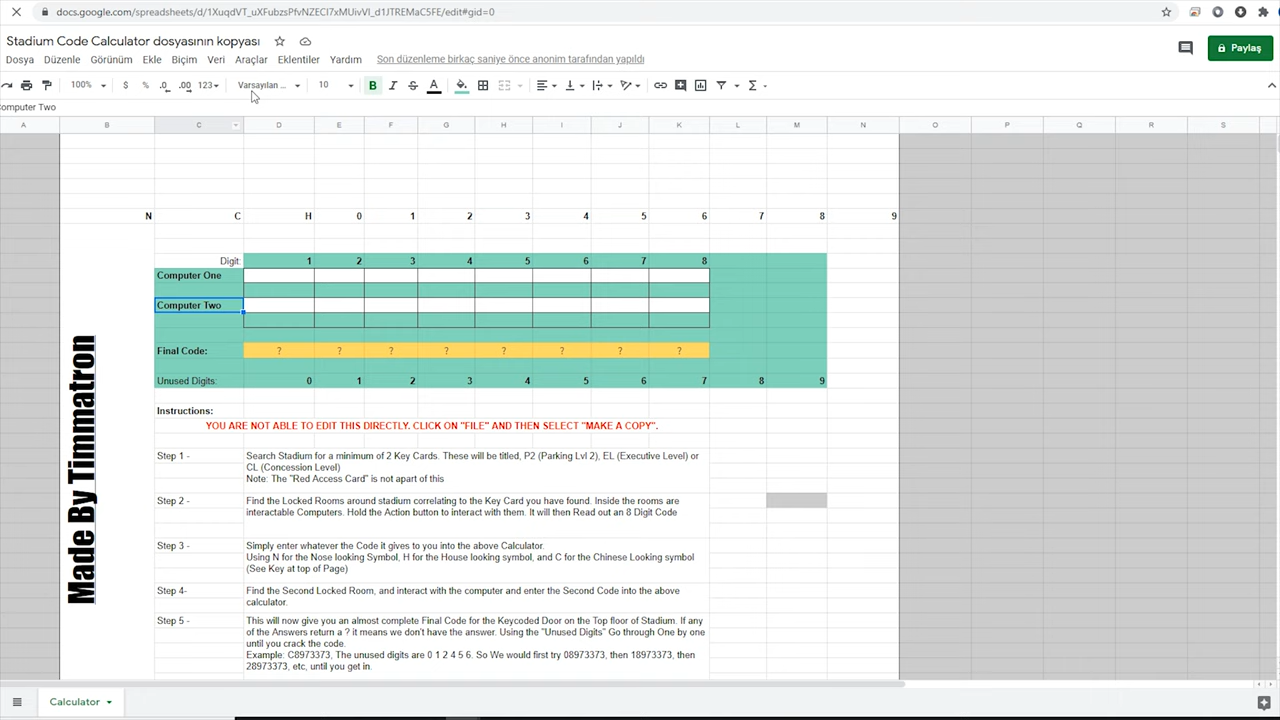 docs.google.com/spreadsheets/d/1XuqdVT_uXFubzsPfvNZECI7xMUivVI_d1JTREMaC5FE/edit#gid=0
Stadium Code Calculator dosyasının kopyası
Dosya Düzenle Görünüm Ekle Biçim Veri Araçlar Eklentiler Yardım Son düzenleme birkaç saniye önce anonim tarafından yapıldı
Paylaş
100% $ % .0 .00 123 Varsayılan ... 10 B I S A Σ
Computer Two
A B C D E F G H I J K L M N O P Q R S
N C H 0 1 2 3 4 5 6 7 8 9
Digit: 1 2 3 4 5 6 7 8
Computer One
Computer Two
Final Code: ? ? ? ? ? ? ? ?
Unused Digits: 0 1 2 3 4 5 6 7 8 9
Made By Timmatron
Instructions:
YOU ARE NOT ABLE TO EDIT THIS DIRECTLY. CLICK ON "FILE" AND THEN SELECT "MAKE A COPY".
Step 1 - Search Stadium for a minimum of 2 Key Cards. These will be titled, P2 (Parking Lvl 2), EL (Executive Level) or
CL (Concession Level)
Note: The "Red Access Card" is not apart of this
Step 2 - Find the Locked Rooms around stadium correlating to the Key Card you have found. Inside the rooms are
interactable Computers. Hold the Action button to interact with them. It will then Read out an 8 Digit Code
Step 3 - Simply enter whatever the Code it gives to you into the above Calculator.
Using N for the Nose looking Symbol, H for the House looking symbol, and C for the Chinese Looking symbol
(See Key at top of Page)
Step 4- Find the Second Locked Room, and interact with the computer and enter the Second Code into the above
calculator.
Step 5 - This will now give you an almost complete Final Code for the Keycoded Door on the Top floor of Stadium. If any
of the Answers return a ? it means we don't have the answer. Using the "Unused Digits" Go through One by one
until you crack the code.
Example: C8973373, The unused digits are 0 1 2 4 5 6. So We would first try 08973373, then 18973373, then
28973373, etc, until you get in.
Calculator